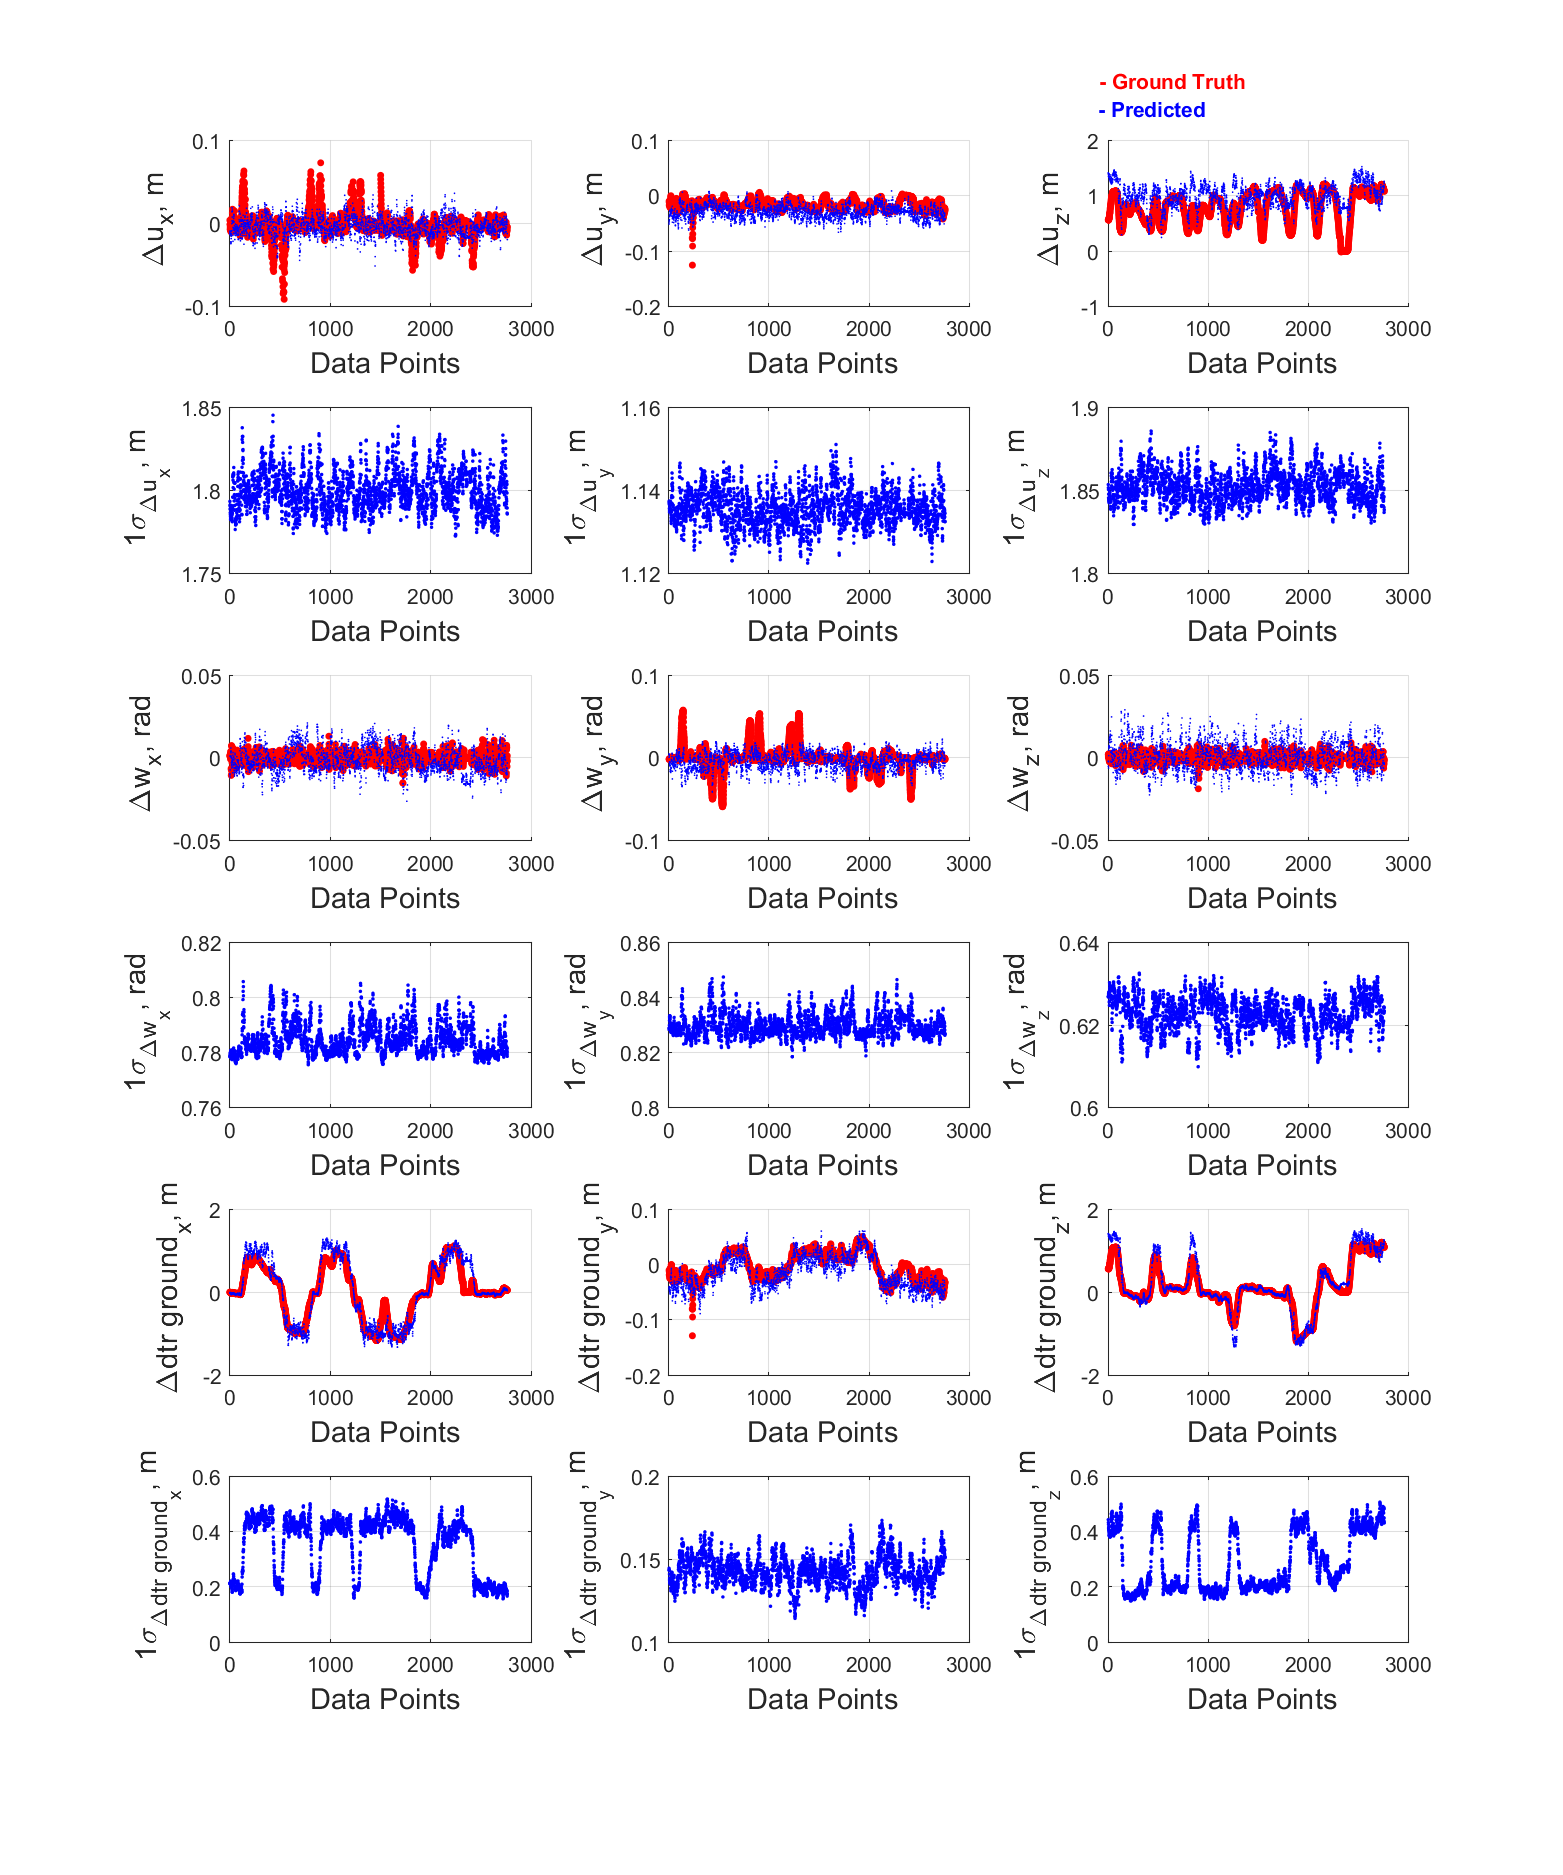 - Ground Truth
- Predicted
Δu_x, m
0.1
0
-0.1
0 1000 2000 3000
Data Points
Δu_y, m
0.1
0
-0.1
-0.2
0 1000 2000 3000
Data Points
Δu_z, m
2
1
0
-1
0 1000 2000 3000
Data Points
1σ_Δu_x, m
1.85
1.8
1.75
0 1000 2000 3000
Data Points
1σ_Δu_y, m
1.16
1.14
1.12
0 1000 2000 3000
Data Points
1σ_Δu_z, m
1.9
1.85
1.8
0 1000 2000 3000
Data Points
Δw_x, rad
0.05
0
-0.05
0 1000 2000 3000
Data Points
Δw_y, rad
0.1
0
-0.1
0 1000 2000 3000
Data Points
Δw_z, rad
0.05
0
-0.05
0 1000 2000 3000
Data Points
1σ_Δw_x, rad
0.82
0.8
0.78
0.76
0 1000 2000 3000
Data Points
1σ_Δw_y, rad
0.86
0.84
0.82
0.8
0 1000 2000 3000
Data Points
1σ_Δw_z, rad
0.64
0.62
0.6
0 1000 2000 3000
Data Points
Δdtr ground_x, m
2
0
-2
0 1000 2000 3000
Data Points
Δdtr ground_y, m
0.1
0
-0.1
-0.2
0 1000 2000 3000
Data Points
Δdtr ground_z, m
2
0
-2
0 1000 2000 3000
Data Points
1σ_Δdtr ground_x, m
0.6
0.4
0.2
0
0 1000 2000 3000
Data Points
1σ_Δdtr ground_y, m
0.2
0.15
0.1
0 1000 2000 3000
Data Points
1σ_Δdtr ground_z, m
0.6
0.4
0.2
0
0 1000 2000 3000
Data Points